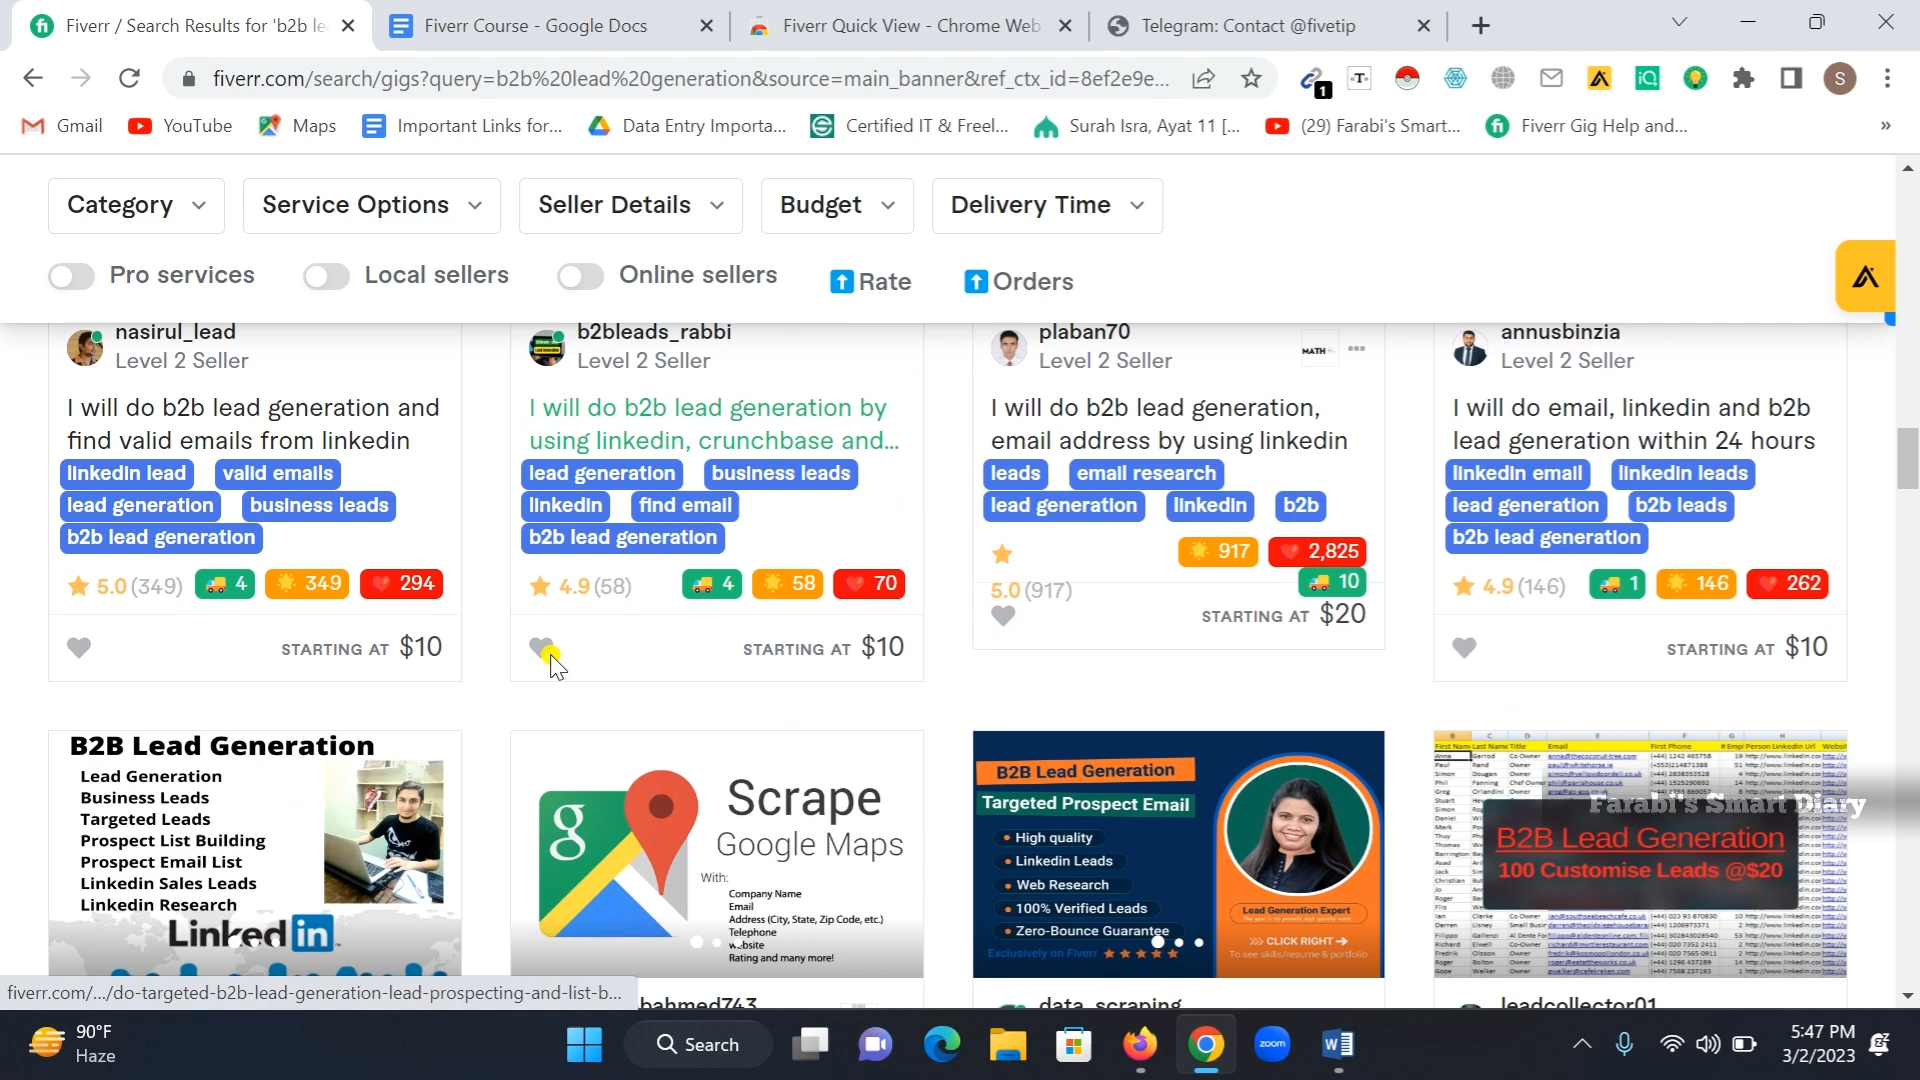 Fiverr / Search Results for 'b2b le
Fiverr Course - Google Docs
Fiverr Quick View - Chrome Web
Telegram: Contact @fivetip
fiverr.com/search/gigs?query=b2b%20lead%20generation&source=main_banner&ref_ctx_id=8ef2e9e...
1
S
Gmail
YouTube
Maps
Important Links for...
Data Entry Importa...
Certified IT & Freel...
Surah Isra, Ayat 11 [...
(29) Farabi's Smart...
Fiverr Gig Help and...
»
Category
Service Options
Seller Details
Budget
Delivery Time
Pro services
Local sellers
Online sellers
Rate
Orders
nasirul_lead
Level 2 Seller
I will do b2b lead generation and
find valid emails from linkedin
linkedin lead
valid emails
lead generation
business leads
b2b lead generation
5.0 (349)
4
349
294
STARTING AT $10
b2bleads_rabbi
Level 2 Seller
I will do b2b lead generation by
using linkedin, crunchbase and...
lead generation
business leads
linkedin
find email
b2b lead generation
4.9 (58)
4
58
70
STARTING AT $10
plaban70
Level 2 Seller
MATH
I will do b2b lead generation,
email address by using linkedin
leads
email research
lead generation
linkedin
b2b
917
2,825
10
5.0 (917)
STARTING AT $20
annusbinzia
Level 2 Seller
I will do email, linkedin and b2b
lead generation within 24 hours
linkedin email
linkedin leads
lead generation
b2b leads
b2b lead generation
4.9 (146)
1
146
262
STARTING AT $10
B2B Lead Generation
Lead Generation
Business Leads
Targeted Leads
Prospect List Building
Prospect Email List
Linkedin Sales Leads
Linkedin Research
Linked in
g
Scrape
Google Maps
With:
Company Name
Email
Address (City, State, Zip Code, etc.)
Telephone
Website
Rating and many more!
B2B Lead Generation
Targeted Prospect Email
High quality
Linkedin Leads
Web Research
100% Verified Leads
Zero-Bounce Guarantee
Exclusively on Fiverr
Lead Generation Expert
CLICK RIGHT
To see skills/resume & portfolio
Farabi's Smart Diary
B2B Lead Generation
100 Customise Leads @$20
fiverr.com/.../do-targeted-b2b-lead-generation-lead-prospecting-and-list-b...
bahmed743
data_scraping
leadcollector01
90°F
Haze
Search
zoom
5:47 PM
3/2/2023